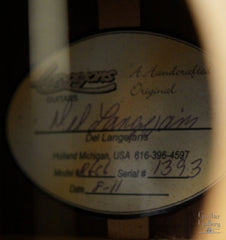 Langejans
GUITARS
A Handcrafted
Original
Del Langejans
Del Langejans
Holland Michigan, USA 616-396-4597
Model Serial # 1393
Date 8-11